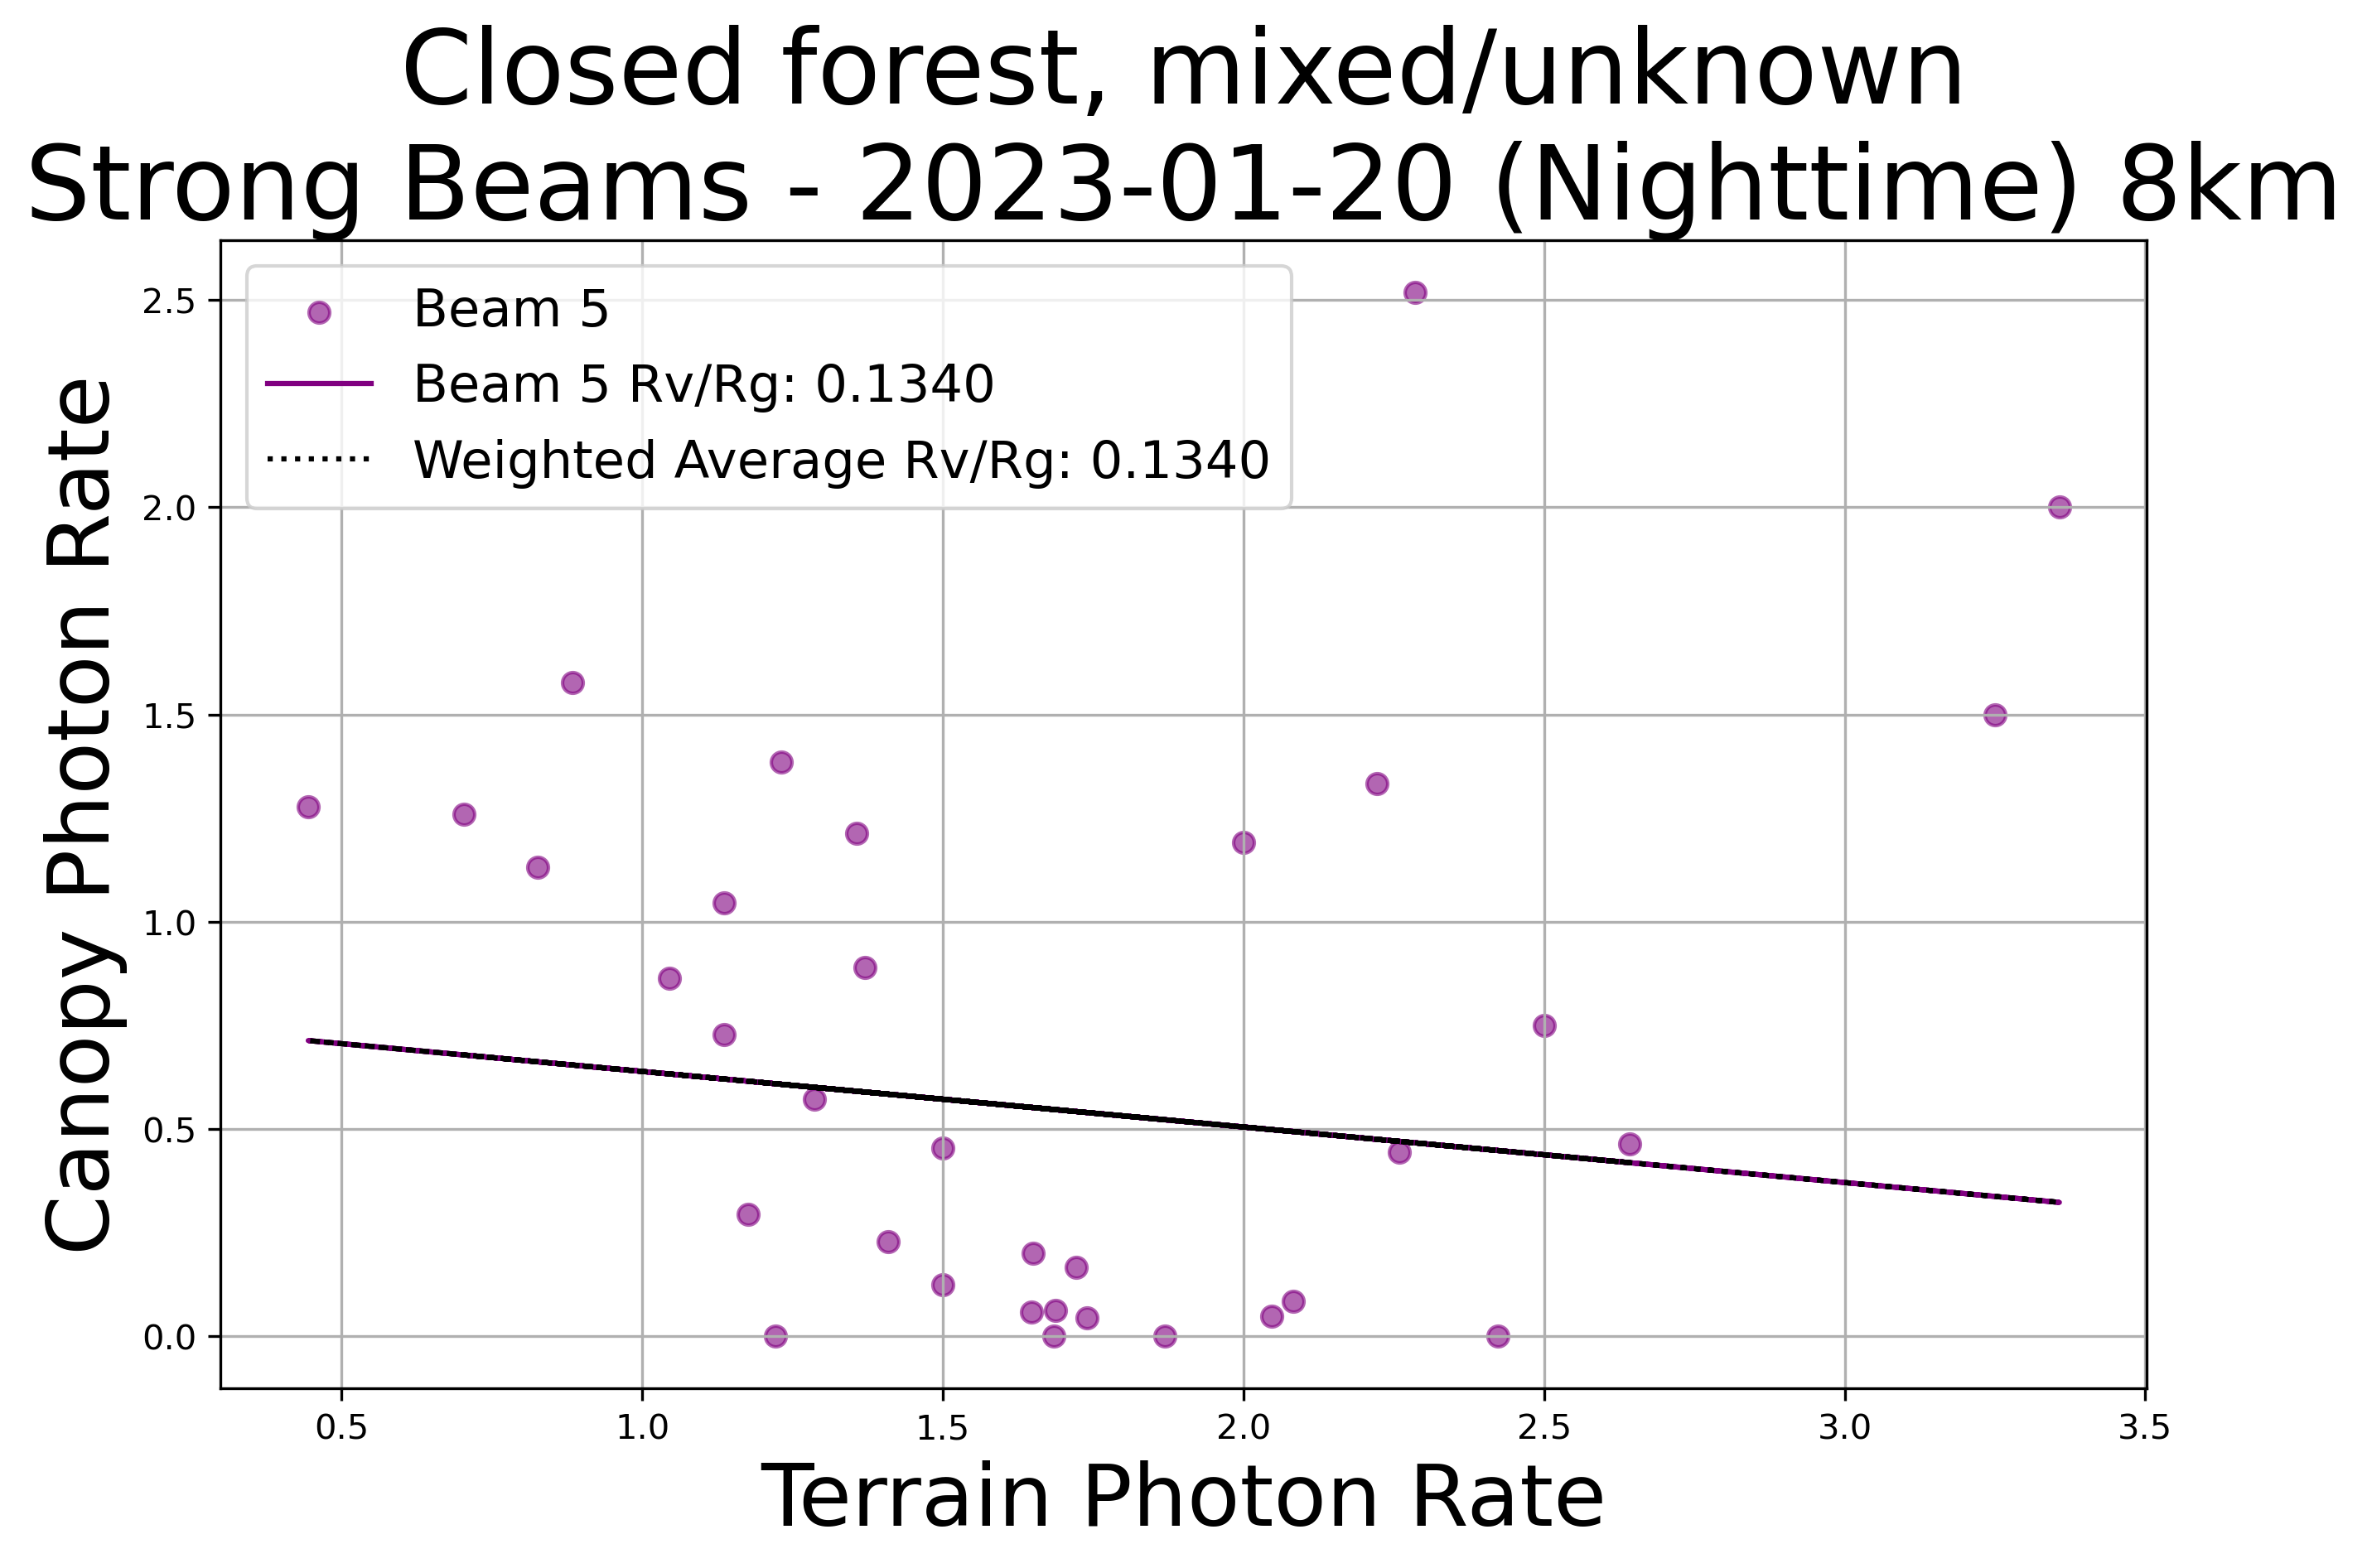 Closed forest, mixed/unknown
Strong Beams - 2023-01-20 (Nighttime) 8km
Beam 5
Beam 5 Rv/Rg: 0.1340
Weighted Average Rv/Rg: 0.1340
Canopy Photon Rate
2.5
2.0
1.5
1.0
0.5
0.0
0.5 1.0 1.5 2.0 2.5 3.0 3.5
Terrain Photon Rate